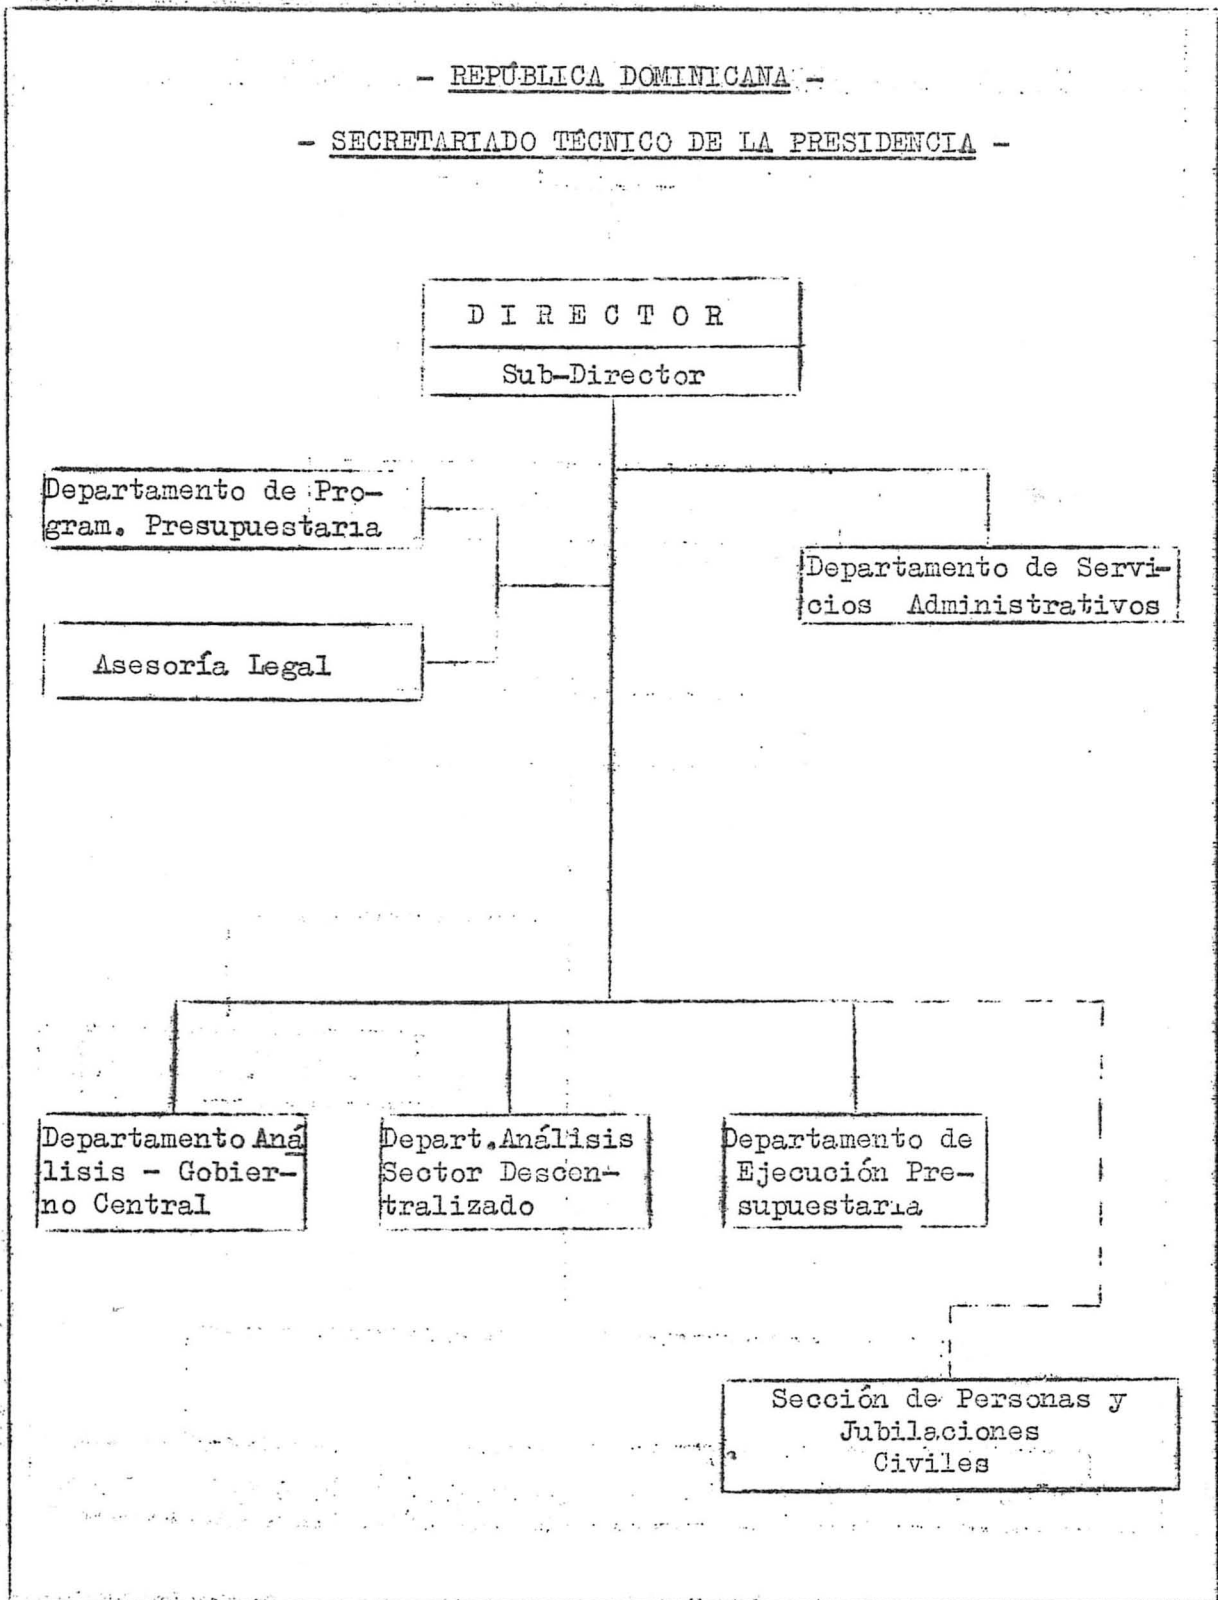 - REPÚBLICA DOMINICANA -
- SECRETARIADO TÉCNICO DE LA PRESIDENCIA -
D I R E C T O R
Sub-Director
Departamento de Pro-
gram. Presupuestaria
Departamento de Servi-
cios Administrativos
Asesoría Legal
Departamento Aná
lisis - Gobier-
no Central
Depart.Análisis
Sector Descen-
tralizado
Departamento de
Ejecución Pre-
supuestaria
Sección de Personas y
Jubilaciones
Civiles